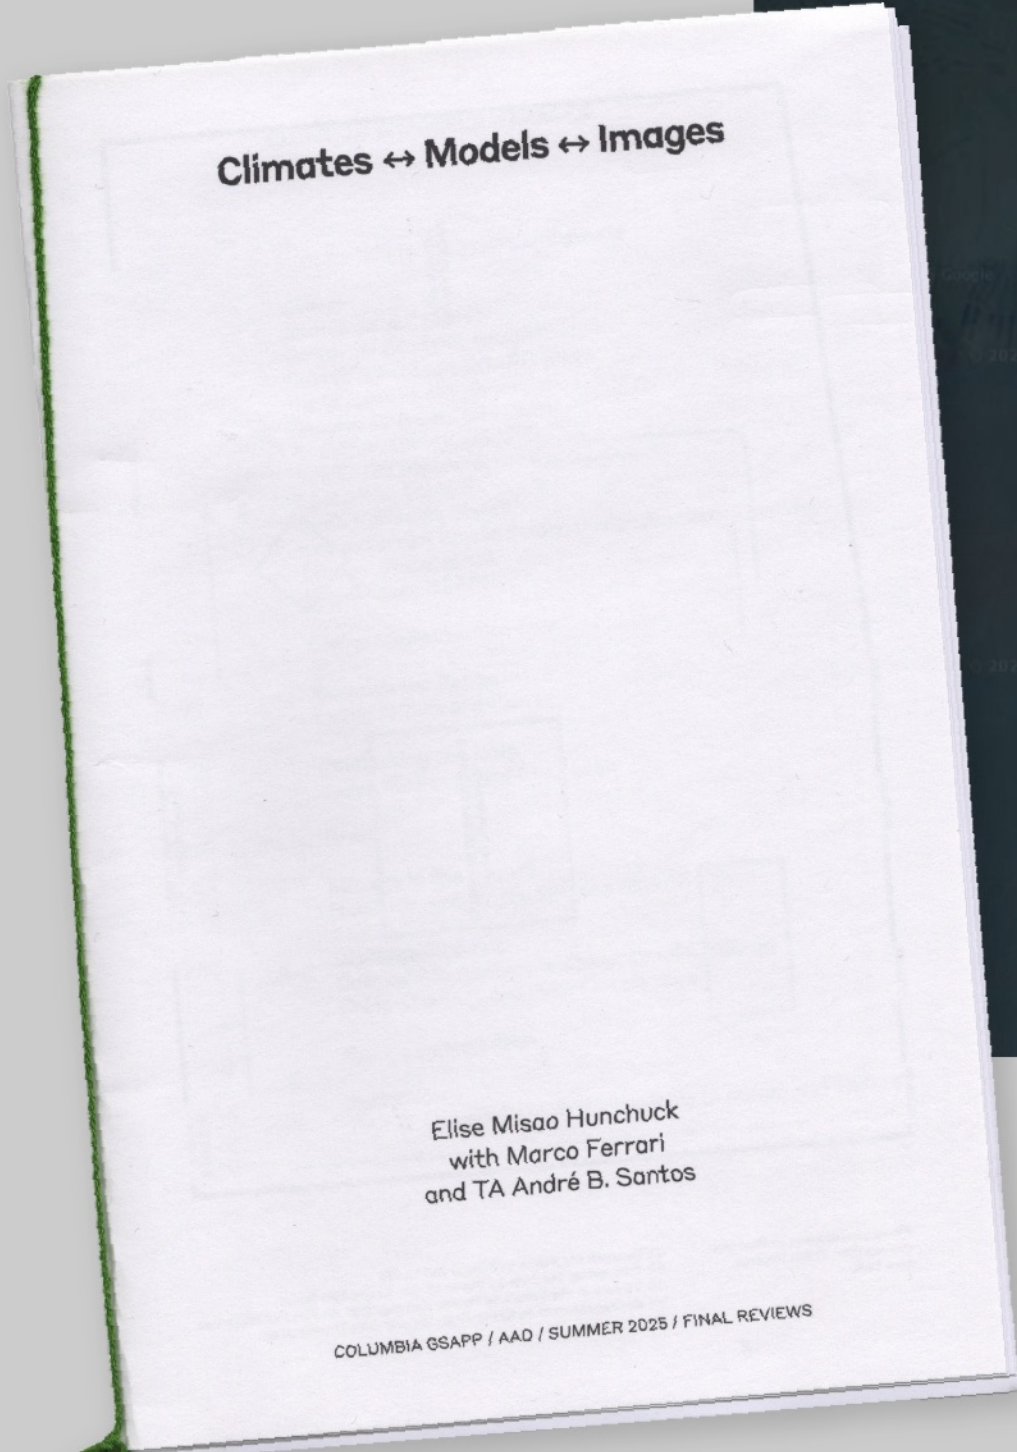 Climates ↔ Models ↔ Images
Google
Elise Misao Hunchuck
with Marco Ferrari
and TA André B. Santos
COLUMBIA GSAPP / AAD / SUMMER 2025 / FINAL REVIEWS